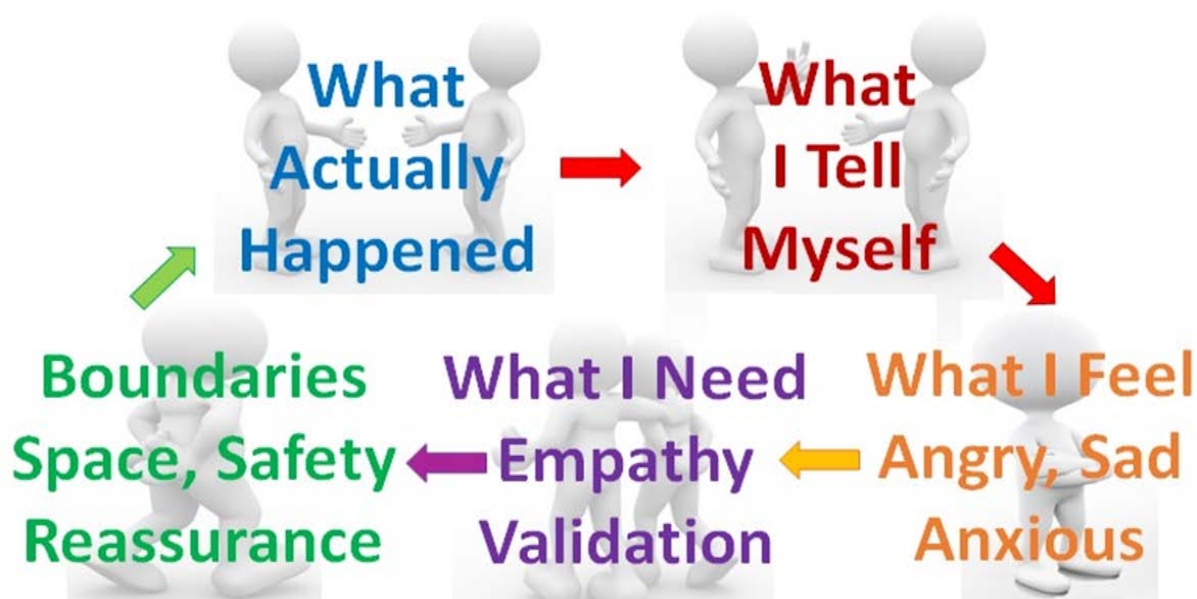 What
Actually
Happened
What
I Tell
Myself
What I Feel
Angry, Sad
Anxious
What I Need
Empathy
Validation
Boundaries
Space, Safety
Reassurance